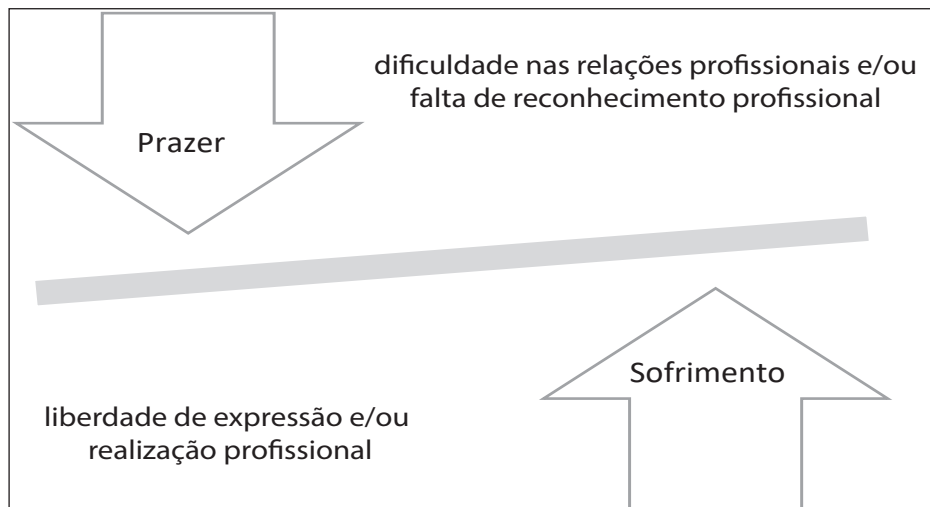 dificuldade nas relações profissionais e/ou
falta de reconhecimento profissional
Prazer
Sofrimento
liberdade de expressão e/ou
realização profissional